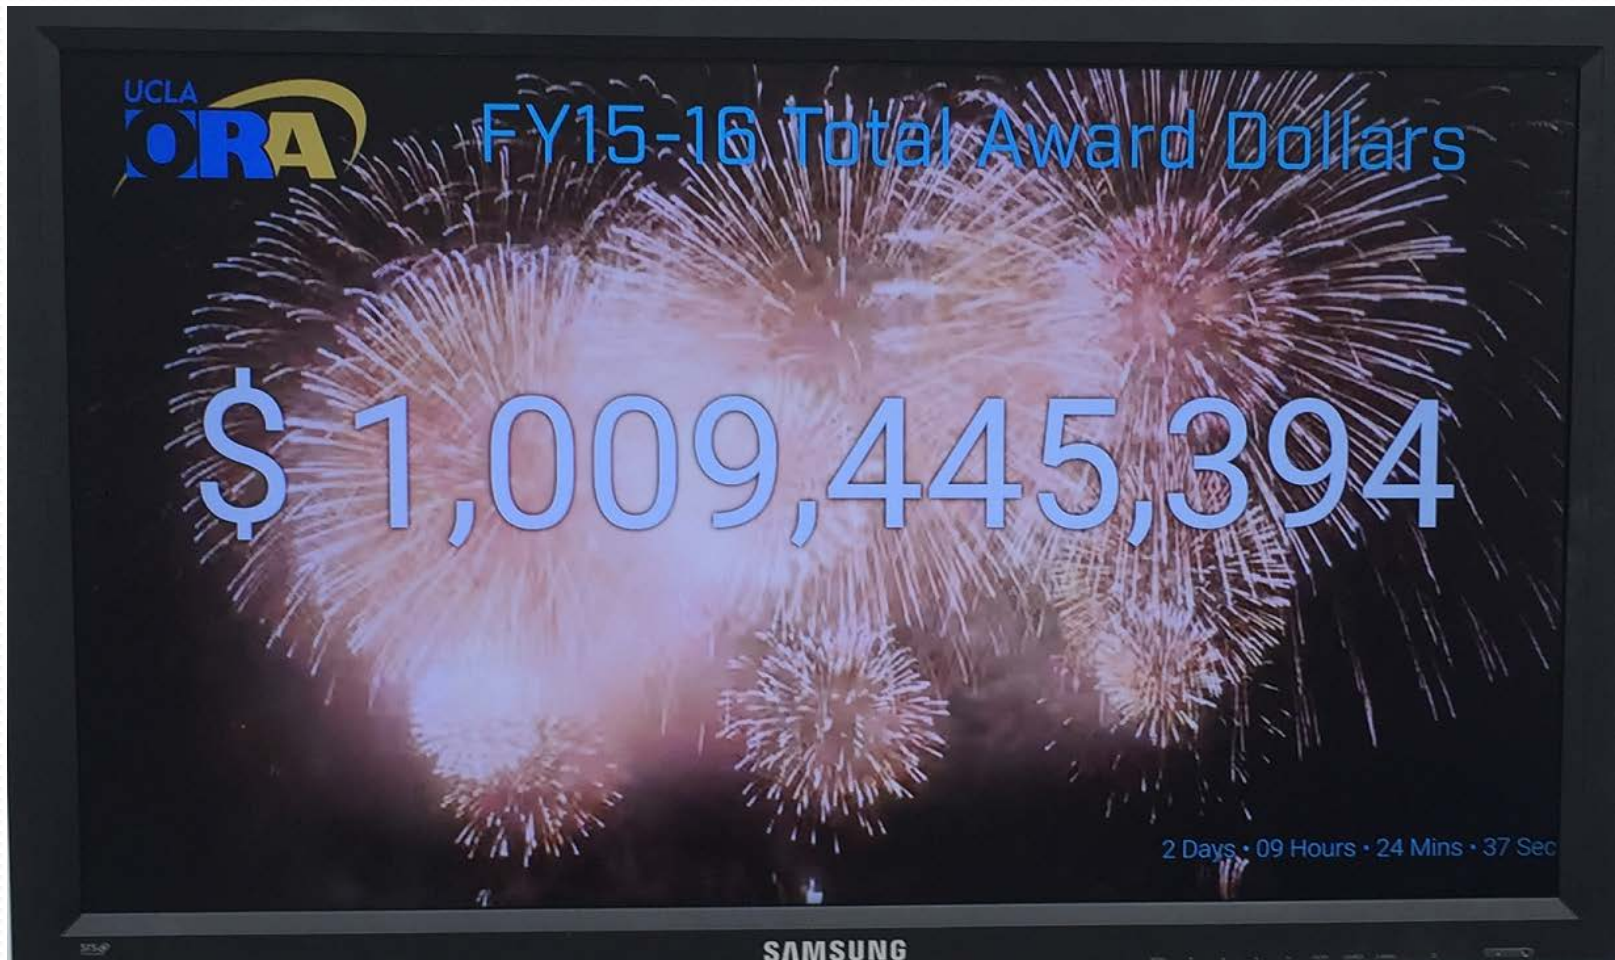 UCLA
ORA
FY15-16 Total Award Dollars
$ 1,009,445,394
2 Days • 09 Hours • 24 Mins • 37 Sec
SAMSUNG